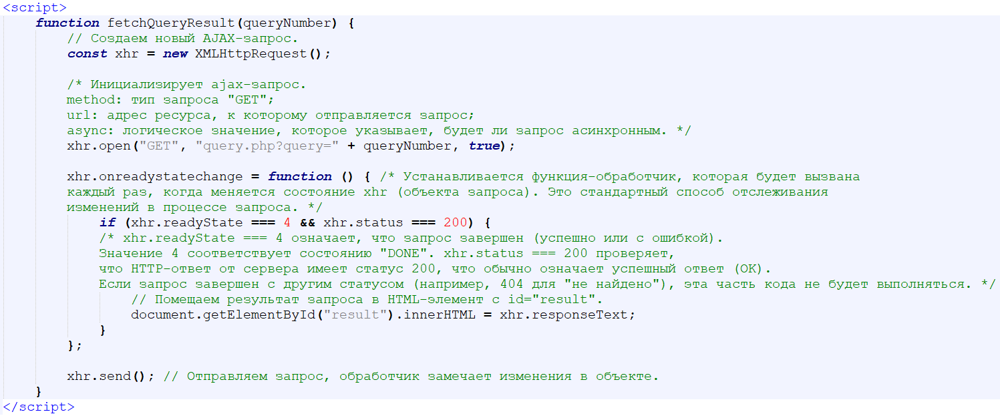 <script>
function fetchQueryResult(queryNumber) {
// Создаем новый AJAX-запрос.
const xhr = new XMLHttpRequest();
/* Инициализирует ajax-запрос.
method: тип запроса "GET";
url: адрес ресурса, к которому отправляется запрос;
async: логическое значение, которое указывает, будет ли запрос асинхронным. */
xhr.open("GET", "query.php?query=" + queryNumber, true);
xhr.onreadystatechange = function () { /* Устанавливается функция-обработчик, которая будет вызвана
каждый раз, когда меняется состояние xhr (объекта запроса). Это стандартный способ отслеживания
изменений в процессе запроса. */
if (xhr.readyState === 4 && xhr.status === 200) {
/* xhr.readyState === 4 означает, что запрос завершен (успешно или с ошибкой).
Значение 4 соответствует состоянию "DONE". xhr.status === 200 проверяет,
что HTTP-ответ от сервера имеет статус 200, что обычно означает успешный ответ (OK).
Если запрос завершен с другим статусом (например, 404 для "не найдено"), эта часть кода не будет выполняться. */
// Помещаем результат запроса в HTML-элемент с id="result".
document.getElementById("result").innerHTML = xhr.responseText;
}
};
xhr.send(); // Отправляем запрос, обработчик замечает изменения в объекте.
}
</script>